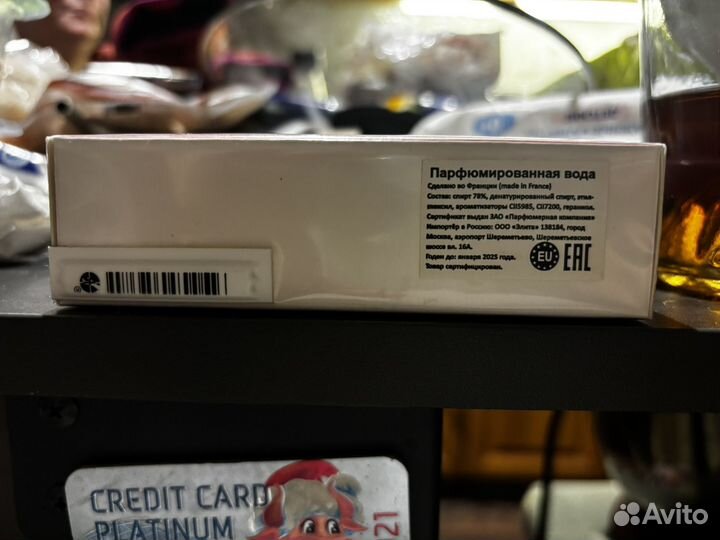 Парфюмированная вода
Сделано во Франции (made in France)
Состав: спирт 78%, денатурированный спирт, этил-
ароматизаторы CI15985, CI17200, гераниол.
Сертификат выдан ЗАО «Парфюмерная компания»
Импортёр в Россию: ООО «Элита» 138184, город
Москва, аэропорт Шереметьево, Шереметьевское
шоссе вл. 16А.
Годен до: января 2025 года.
Товар сертифицирован.
EU
EAC
CREDIT CARD
PLATINUM
21
Avito